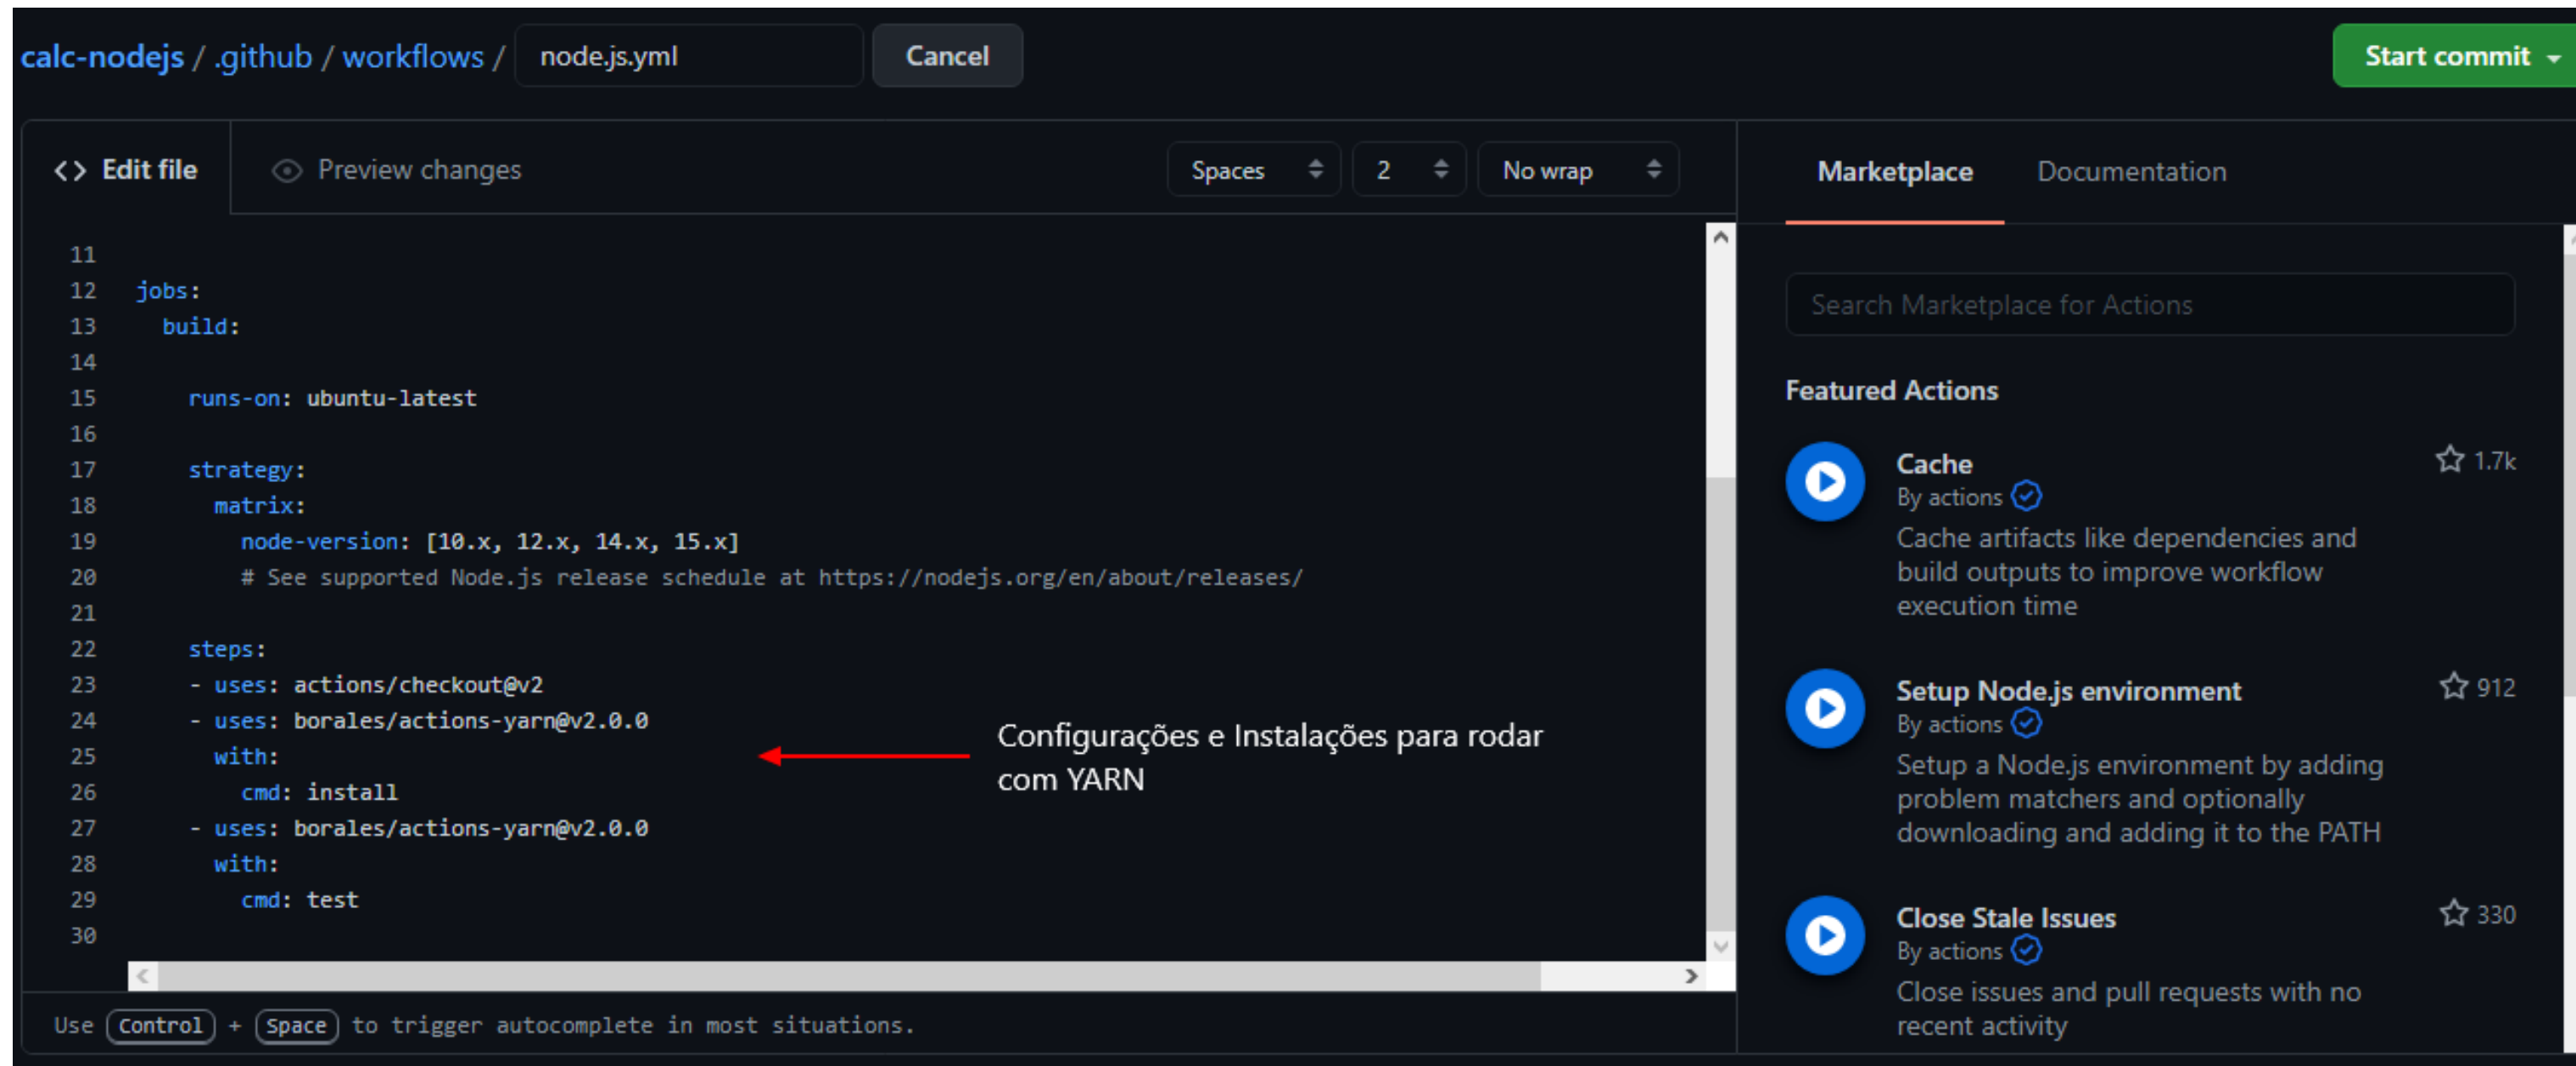 calc-nodejs / .github / workflows / node.js.yml Cancel Start commit
<> Edit file Preview changes Spaces 2 No wrap Marketplace Documentation
11
12 jobs:
13   build:
14
15     runs-on: ubuntu-latest
16
17     strategy:
18       matrix:
19         node-version: [10.x, 12.x, 14.x, 15.x]
20         # See supported Node.js release schedule at https://nodejs.org/en/about/releases/
21
22     steps:
23     - uses: actions/checkout@v2
24     - uses: borales/actions-yarn@v2.0.0
25       with:
26         cmd: install
27     - uses: borales/actions-yarn@v2.0.0
28       with:
29         cmd: test
30
Configurações e Instalações para rodar
com YARN
Use Control + Space to trigger autocomplete in most situations.
Search Marketplace for Actions
Featured Actions
Cache 1.7k
By actions
Cache artifacts like dependencies and
build outputs to improve workflow
execution time
Setup Node.js environment 912
By actions
Setup a Node.js environment by adding
problem matchers and optionally
downloading and adding it to the PATH
Close Stale Issues 330
By actions
Close issues and pull requests with no
recent activity